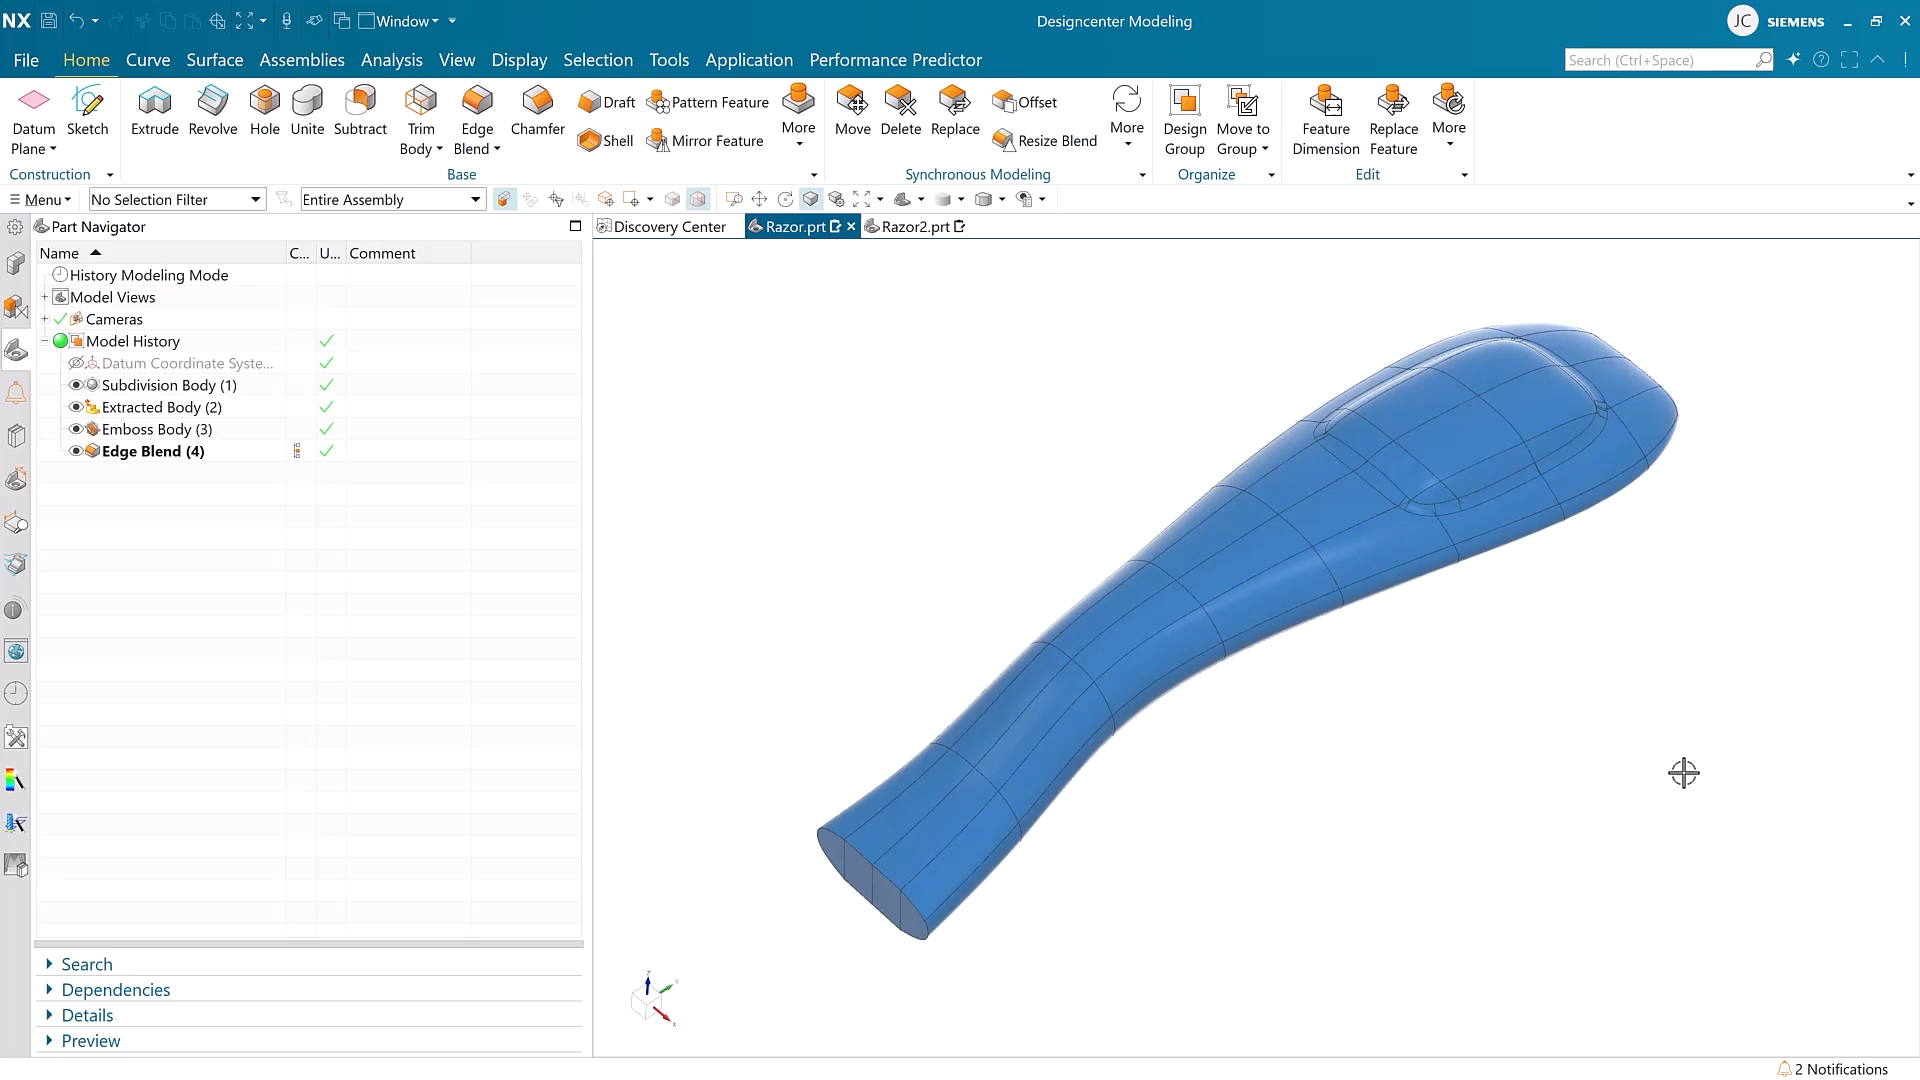 NX Window Designcenter Modeling JC SIEMENS
File Home Curve Surface Assemblies Analysis View Display Selection Tools Application Performance Predictor Search (Ctrl+Space)
Datum Plane Sketch Extrude Revolve Hole Unite Subtract Trim Body Edge Blend Chamfer Draft Shell Pattern Feature Mirror Feature More Move Delete Replace Offset Resize Blend More Design Group Move to Group Feature Dimension Replace Feature More
Construction Base Synchronous Modeling Organize Edit
Menu No Selection Filter Entire Assembly
Part Navigator Discovery Center Razor.prt Razor2.prt
Name C... U... Comment
History Modeling Mode
Model Views
Cameras
Model History
Datum Coordinate Syste...
Subdivision Body (1)
Extracted Body (2)
Emboss Body (3)
Edge Blend (4)
Search
Dependencies
Details
Preview
Z
Y
X
2 Notifications